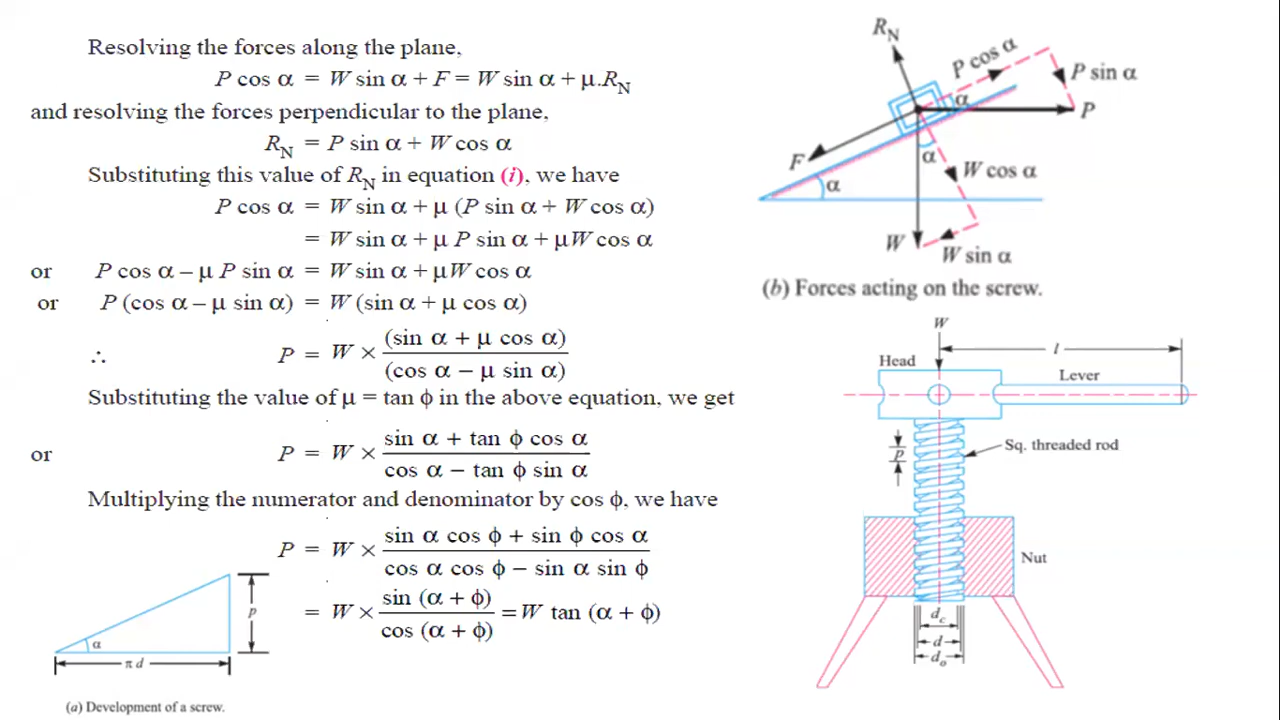 Resolving the forces along the plane,
P cos α = W sin α + F = W sin α + μ.R_N
and resolving the forces perpendicular to the plane,
R_N = P sin α + W cos α
Substituting this value of R_N in equation (i), we have
P cos α = W sin α + μ (P sin α + W cos α)
= W sin α + μ P sin α + μW cos α
or P cos α – μ P sin α = W sin α + μW cos α
or P (cos α – μ sin α) = W (sin α + μ cos α)
∴ P = W × (sin α + μ cos α)
(cos α – μ sin α)
Substituting the value of μ = tan ϕ in the above equation, we get
or P = W × sin α + tan ϕ cos α
cos α – tan ϕ sin α
Multiplying the numerator and denominator by cos ϕ, we have
P = W × sin α cos ϕ + sin ϕ cos α
cos α cos ϕ – sin α sin ϕ
= W × sin (α + ϕ)
cos (α + ϕ)
= W tan (α + ϕ)
p
α
π d
(a) Development of a screw.
R_N
P cos α
P sin α
α
P
F
α
W cos α
α
W
W sin α
(b) Forces acting on the screw.
W
l
Head
Lever
Sq. threaded rod
p
Nut
d_c
d
d_o